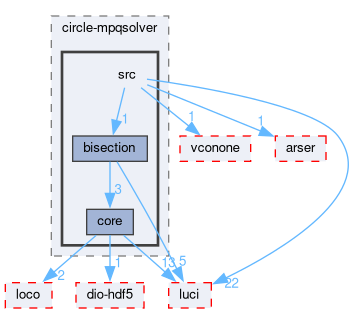 circle-mpqsolver
src
1
1
1
bisection
vconone
arser
3
core
13
5
2
1
22
loco
dio-hdf5
luci